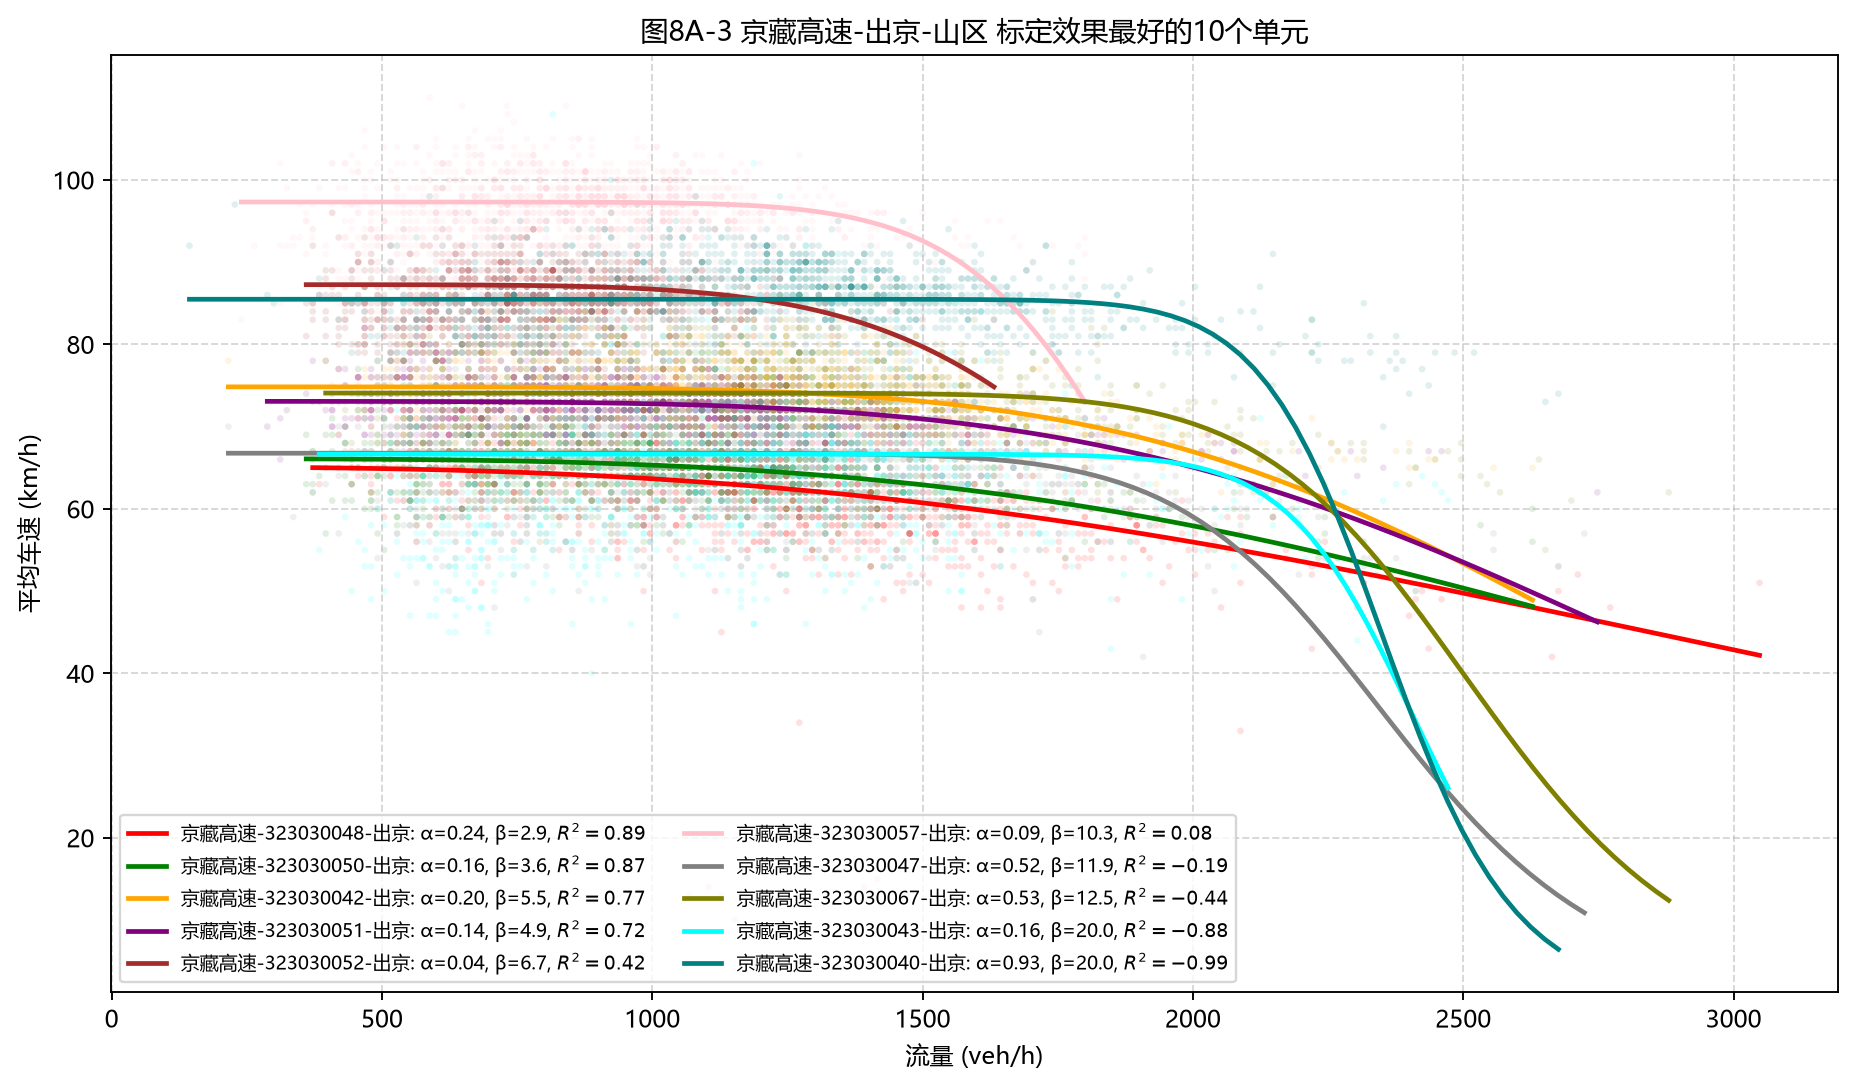 图8A-3 京藏高速-出京-山区 标定效果最好的10个单元
平均车速 (km/h)
100
80
60
40
20
京藏高速-323030048-出京: α=0.24, β=2.9, R² = 0.89
京藏高速-323030050-出京: α=0.16, β=3.6, R² = 0.87
京藏高速-323030042-出京: α=0.20, β=5.5, R² = 0.77
京藏高速-323030051-出京: α=0.14, β=4.9, R² = 0.72
京藏高速-323030052-出京: α=0.04, β=6.7, R² = 0.42
京藏高速-323030057-出京: α=0.09, β=10.3, R² = 0.08
京藏高速-323030047-出京: α=0.52, β=11.9, R² = −0.19
京藏高速-323030067-出京: α=0.53, β=12.5, R² = −0.44
京藏高速-323030043-出京: α=0.16, β=20.0, R² = −0.88
京藏高速-323030040-出京: α=0.93, β=20.0, R² = −0.99
0 500 1000 1500 2000 2500 3000
流量 (veh/h)